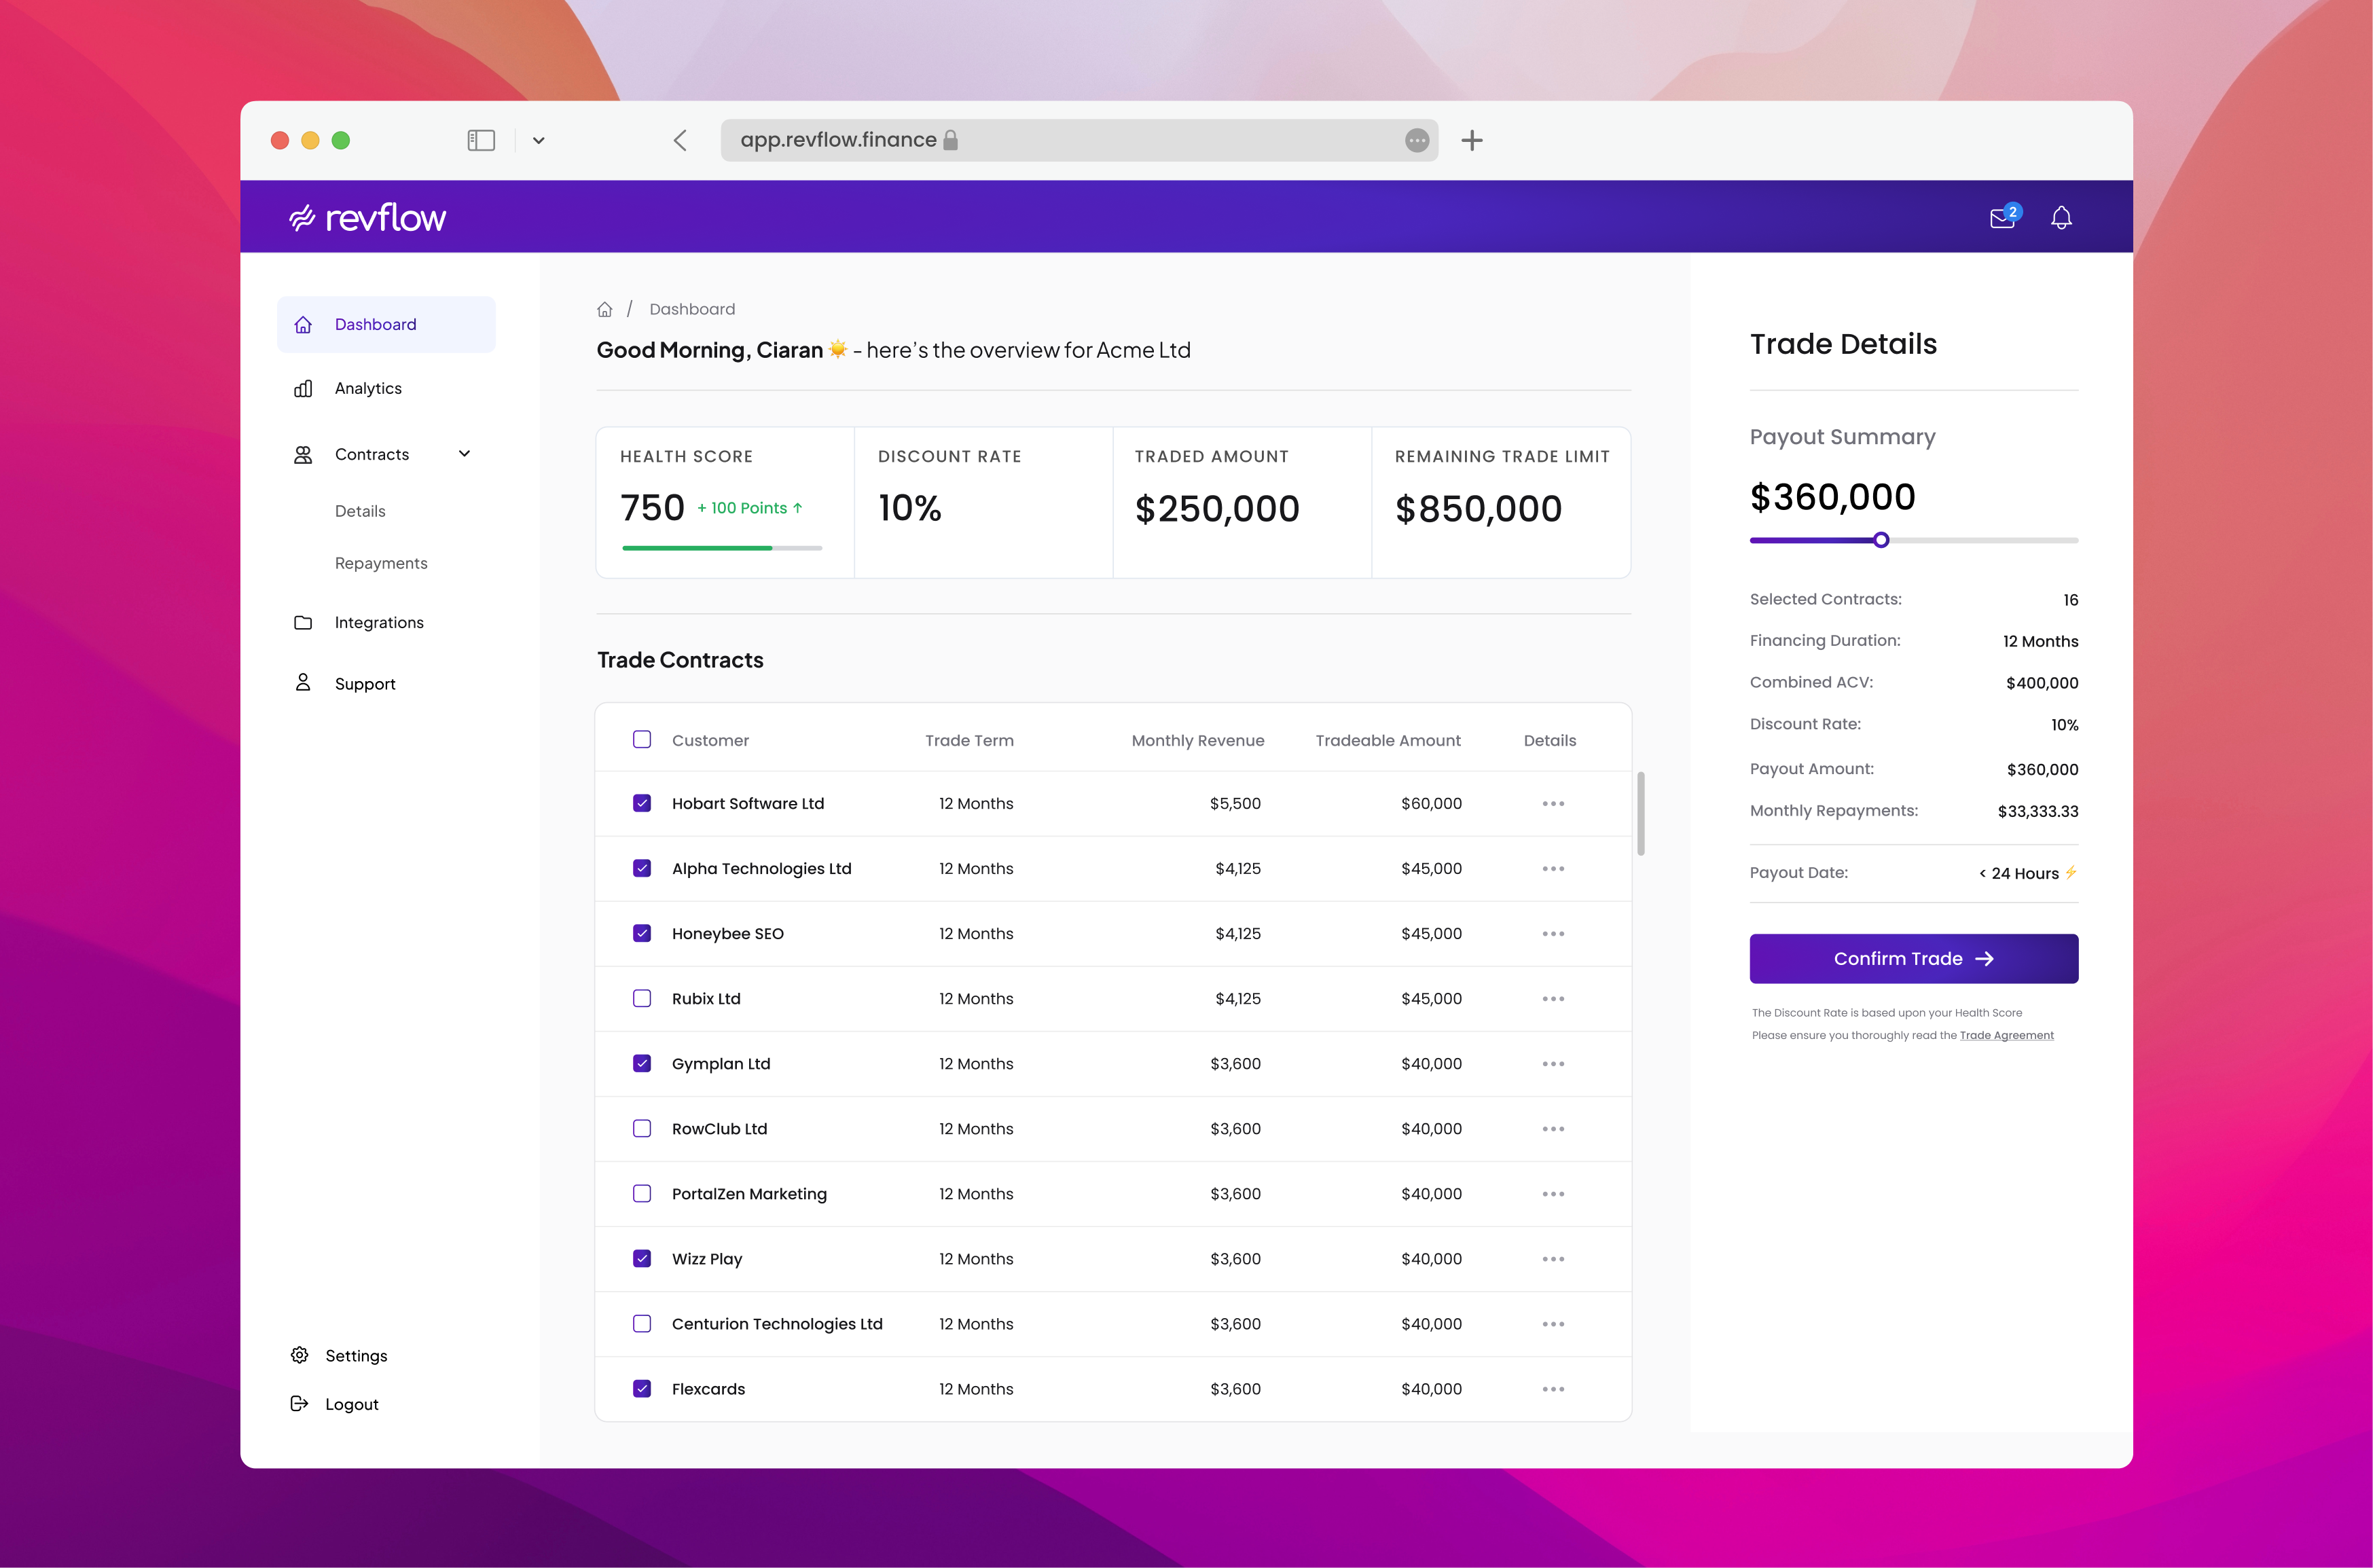 app.revflow.finance
revflow
2
Dashboard
Analytics
Contracts
Details
Repayments
Integrations
Support
Settings
Logout
/ Dashboard
Good Morning, Ciaran ☀️ - here's the overview for Acme Ltd
HEALTH SCORE
750 + 100 Points ↑
DISCOUNT RATE
10%
TRADED AMOUNT
$250,000
REMAINING TRADE LIMIT
$850,000
Trade Contracts
Customer Trade Term Monthly Revenue Tradeable Amount Details
Hobart Software Ltd 12 Months $5,500 $60,000
Alpha Technologies Ltd 12 Months $4,125 $45,000
Honeybee SEO 12 Months $4,125 $45,000
Rubix Ltd 12 Months $4,125 $45,000
Gymplan Ltd 12 Months $3,600 $40,000
RowClub Ltd 12 Months $3,600 $40,000
PortalZen Marketing 12 Months $3,600 $40,000
Wizz Play 12 Months $3,600 $40,000
Centurion Technologies Ltd 12 Months $3,600 $40,000
Flexcards 12 Months $3,600 $40,000
Trade Details
Payout Summary
$360,000
Selected Contracts: 16
Financing Duration: 12 Months
Combined ACV: $400,000
Discount Rate: 10%
Payout Amount: $360,000
Monthly Repayments: $33,333.33
Payout Date: < 24 Hours ⚡
Confirm Trade →
The Discount Rate is based upon your Health Score
Please ensure you thoroughly read the Trade Agreement